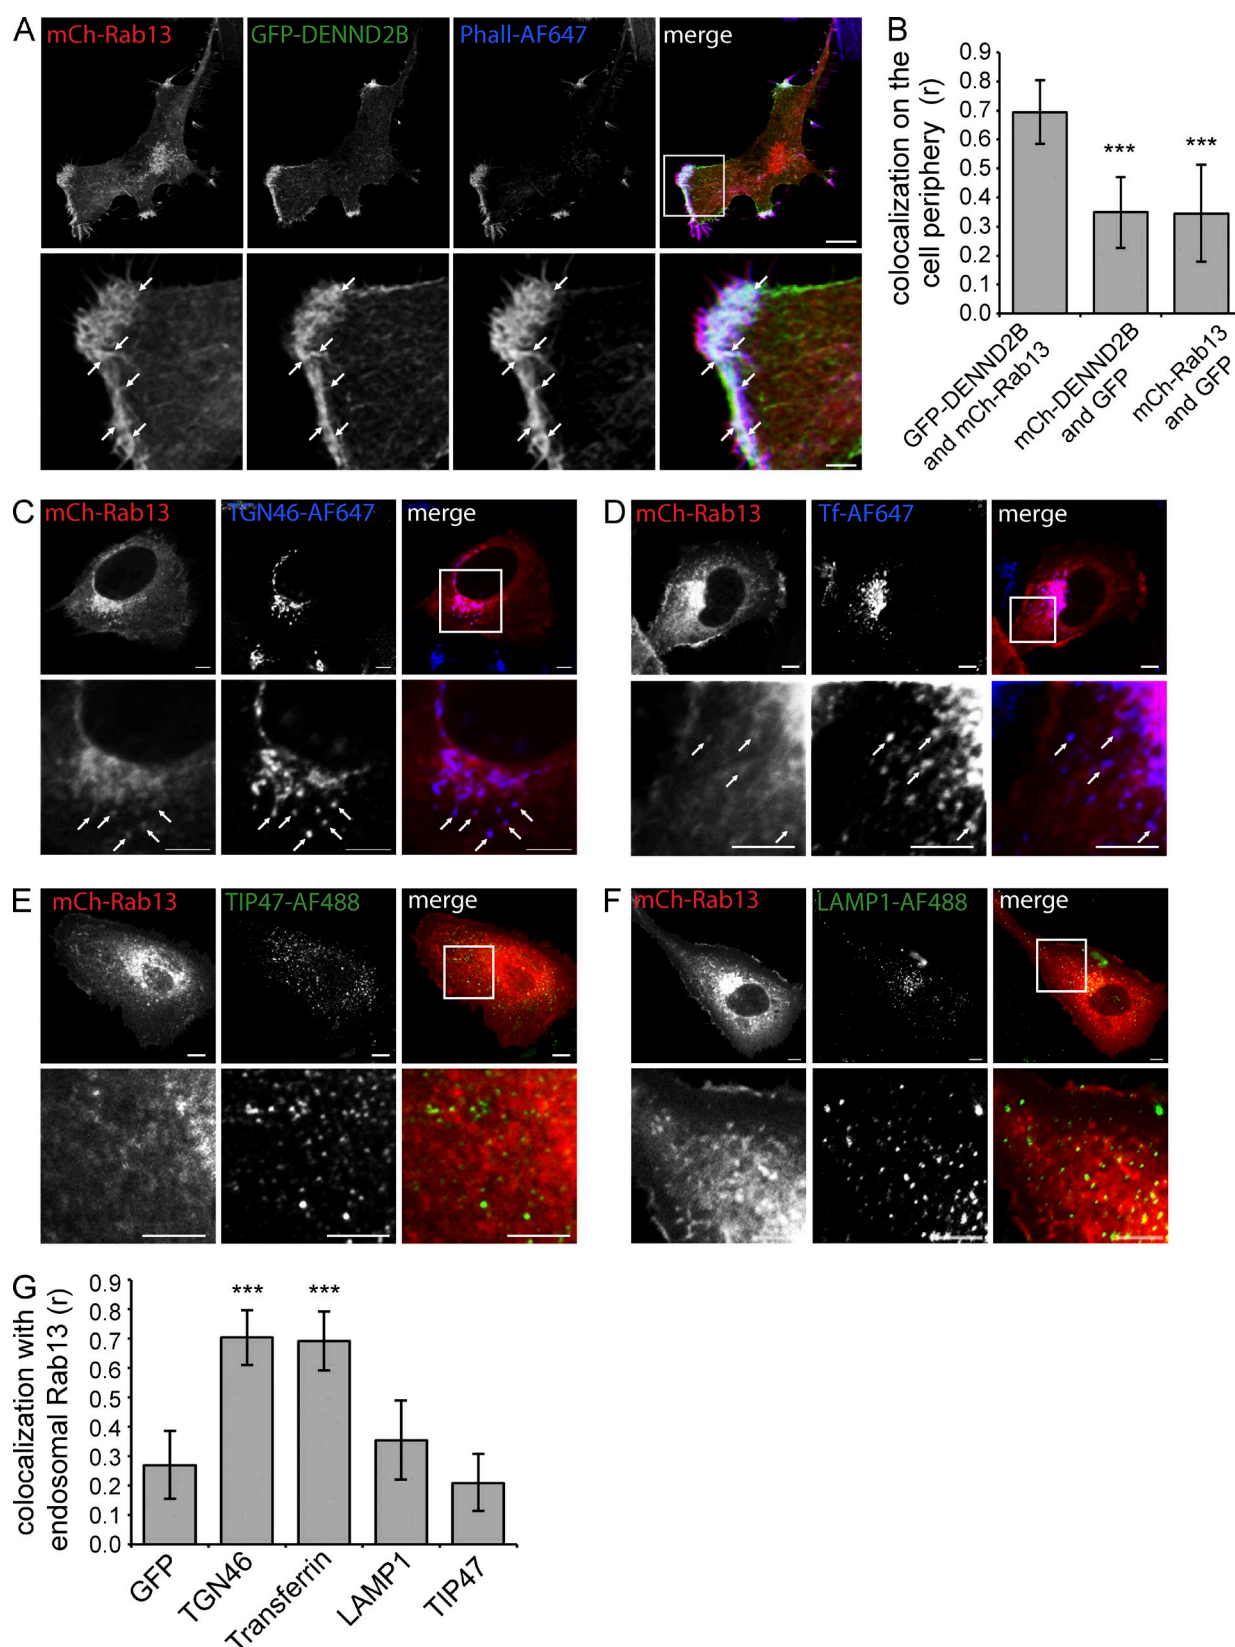 A
mCh-Rab13 GFP-DENND2B Phall-AF647 merge
B
colocalization on the
cell periphery (r)
0.9
0.8
0.7
0.6
0.5
0.4
0.3
0.2
0.1
0.0
*** ***
GFP-DENND2B
and mCh-Rab13
mCh-DENND2B
and GFP
mCh-Rab13
and GFP
C
mCh-Rab13 TGN46-AF647 merge
D
mCh-Rab13 Tf-AF647 merge
E
mCh-Rab13 TIP47-AF488 merge
F
mCh-Rab13 LAMP1-AF488 merge
G
colocalization with
endosomal Rab13 (r)
0.9
0.8
0.7
0.6
0.5
0.4
0.3
0.2
0.1
0.0
*** ***
GFP
TGN46
Transferrin
LAMP1
TIP47